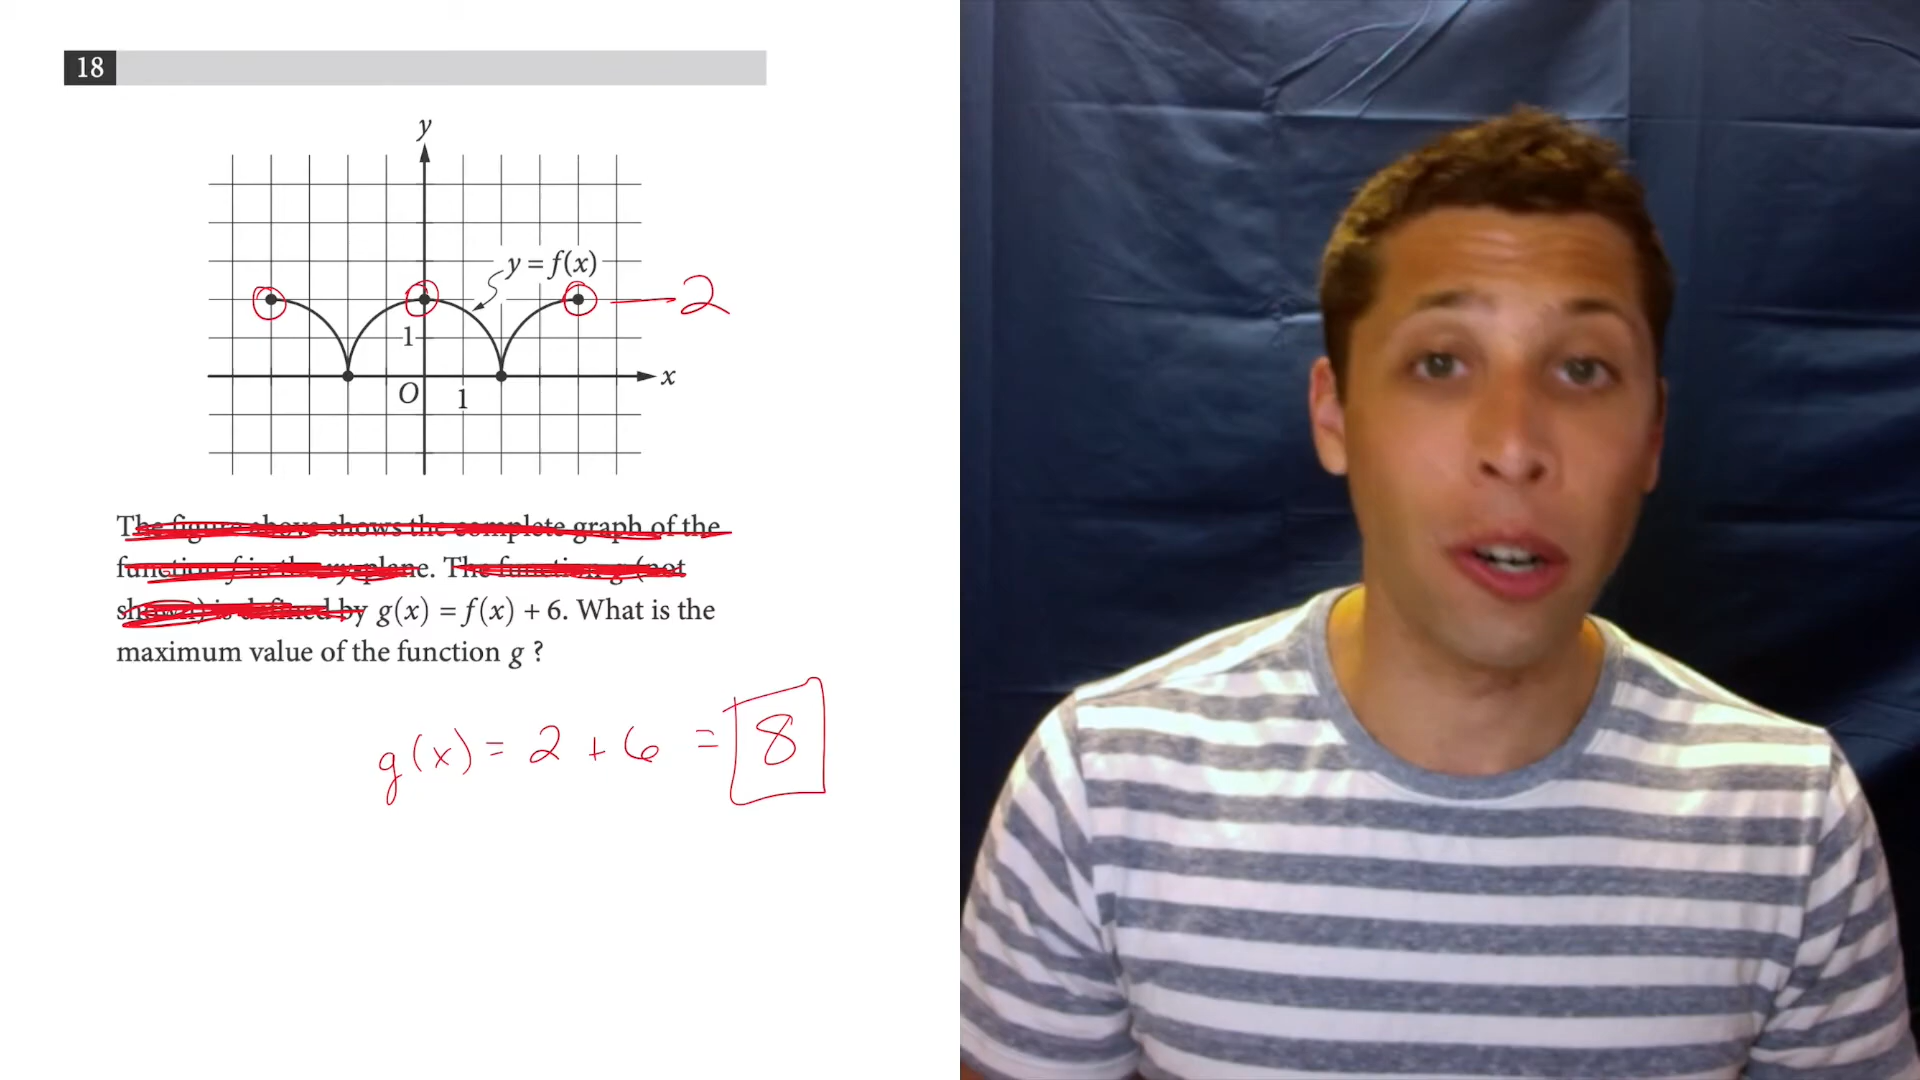 18
y
y = f(x)
2
1
x
O
1
The figure above shows the complete graph of the
function f in the xy-plane. The function g (not
shown) is defined by g(x) = f(x) + 6. What is the
maximum value of the function g ?
g(x) = 2 + 6 = 8